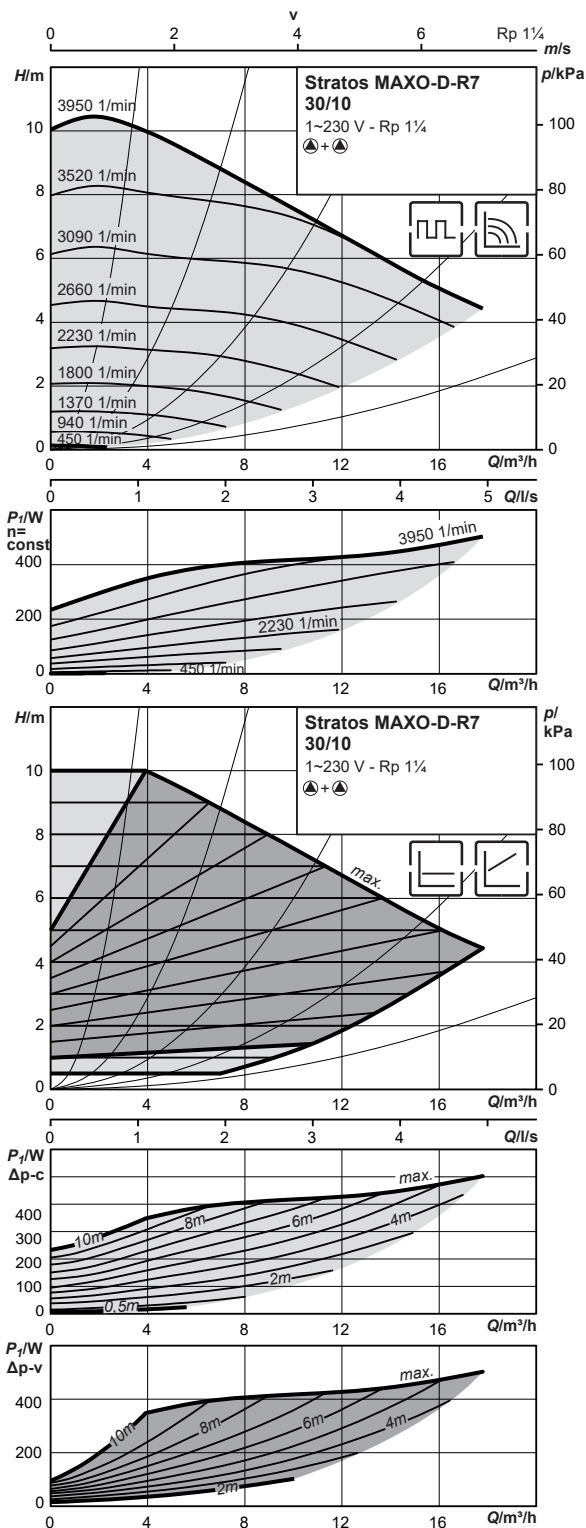 v
0 2 4 6 Rp 1¼
m/s
H/m p/kPa
Stratos MAXO-D-R7
30/10
1~230 V - Rp 1¼
+
3950 1/min
10 100
3520 1/min
8 80
3090 1/min
6 60
2660 1/min
4 40
2230 1/min
1800 1/min
2 20
1370 1/min
940 1/min
450 1/min
0 0
0 4 8 12 16 Q/m³/h
0 1 2 3 4 5 Q/l/s
P₁/W
n=
const
3950 1/min
400
200
2230 1/min
450 1/min
0
0 4 8 12 16 Q/m³/h
H/m p/
kPa
Stratos MAXO-D-R7
30/10
1~230 V - Rp 1¼
+
10 100
8 80
max.
6 60
4 40
2 20
0 0
0 4 8 12 16 Q/m³/h
0 1 2 3 4 Q/l/s
P₁/W
Δp-c
max.
400
10m 8m 6m 4m
300
200
2m
100
0,5m
0
0 4 8 12 16 Q/m³/h
P₁/W
Δp-v
max.
400
10m 8m 6m 4m
200
2m
0
0 4 8 12 16 Q/m³/h